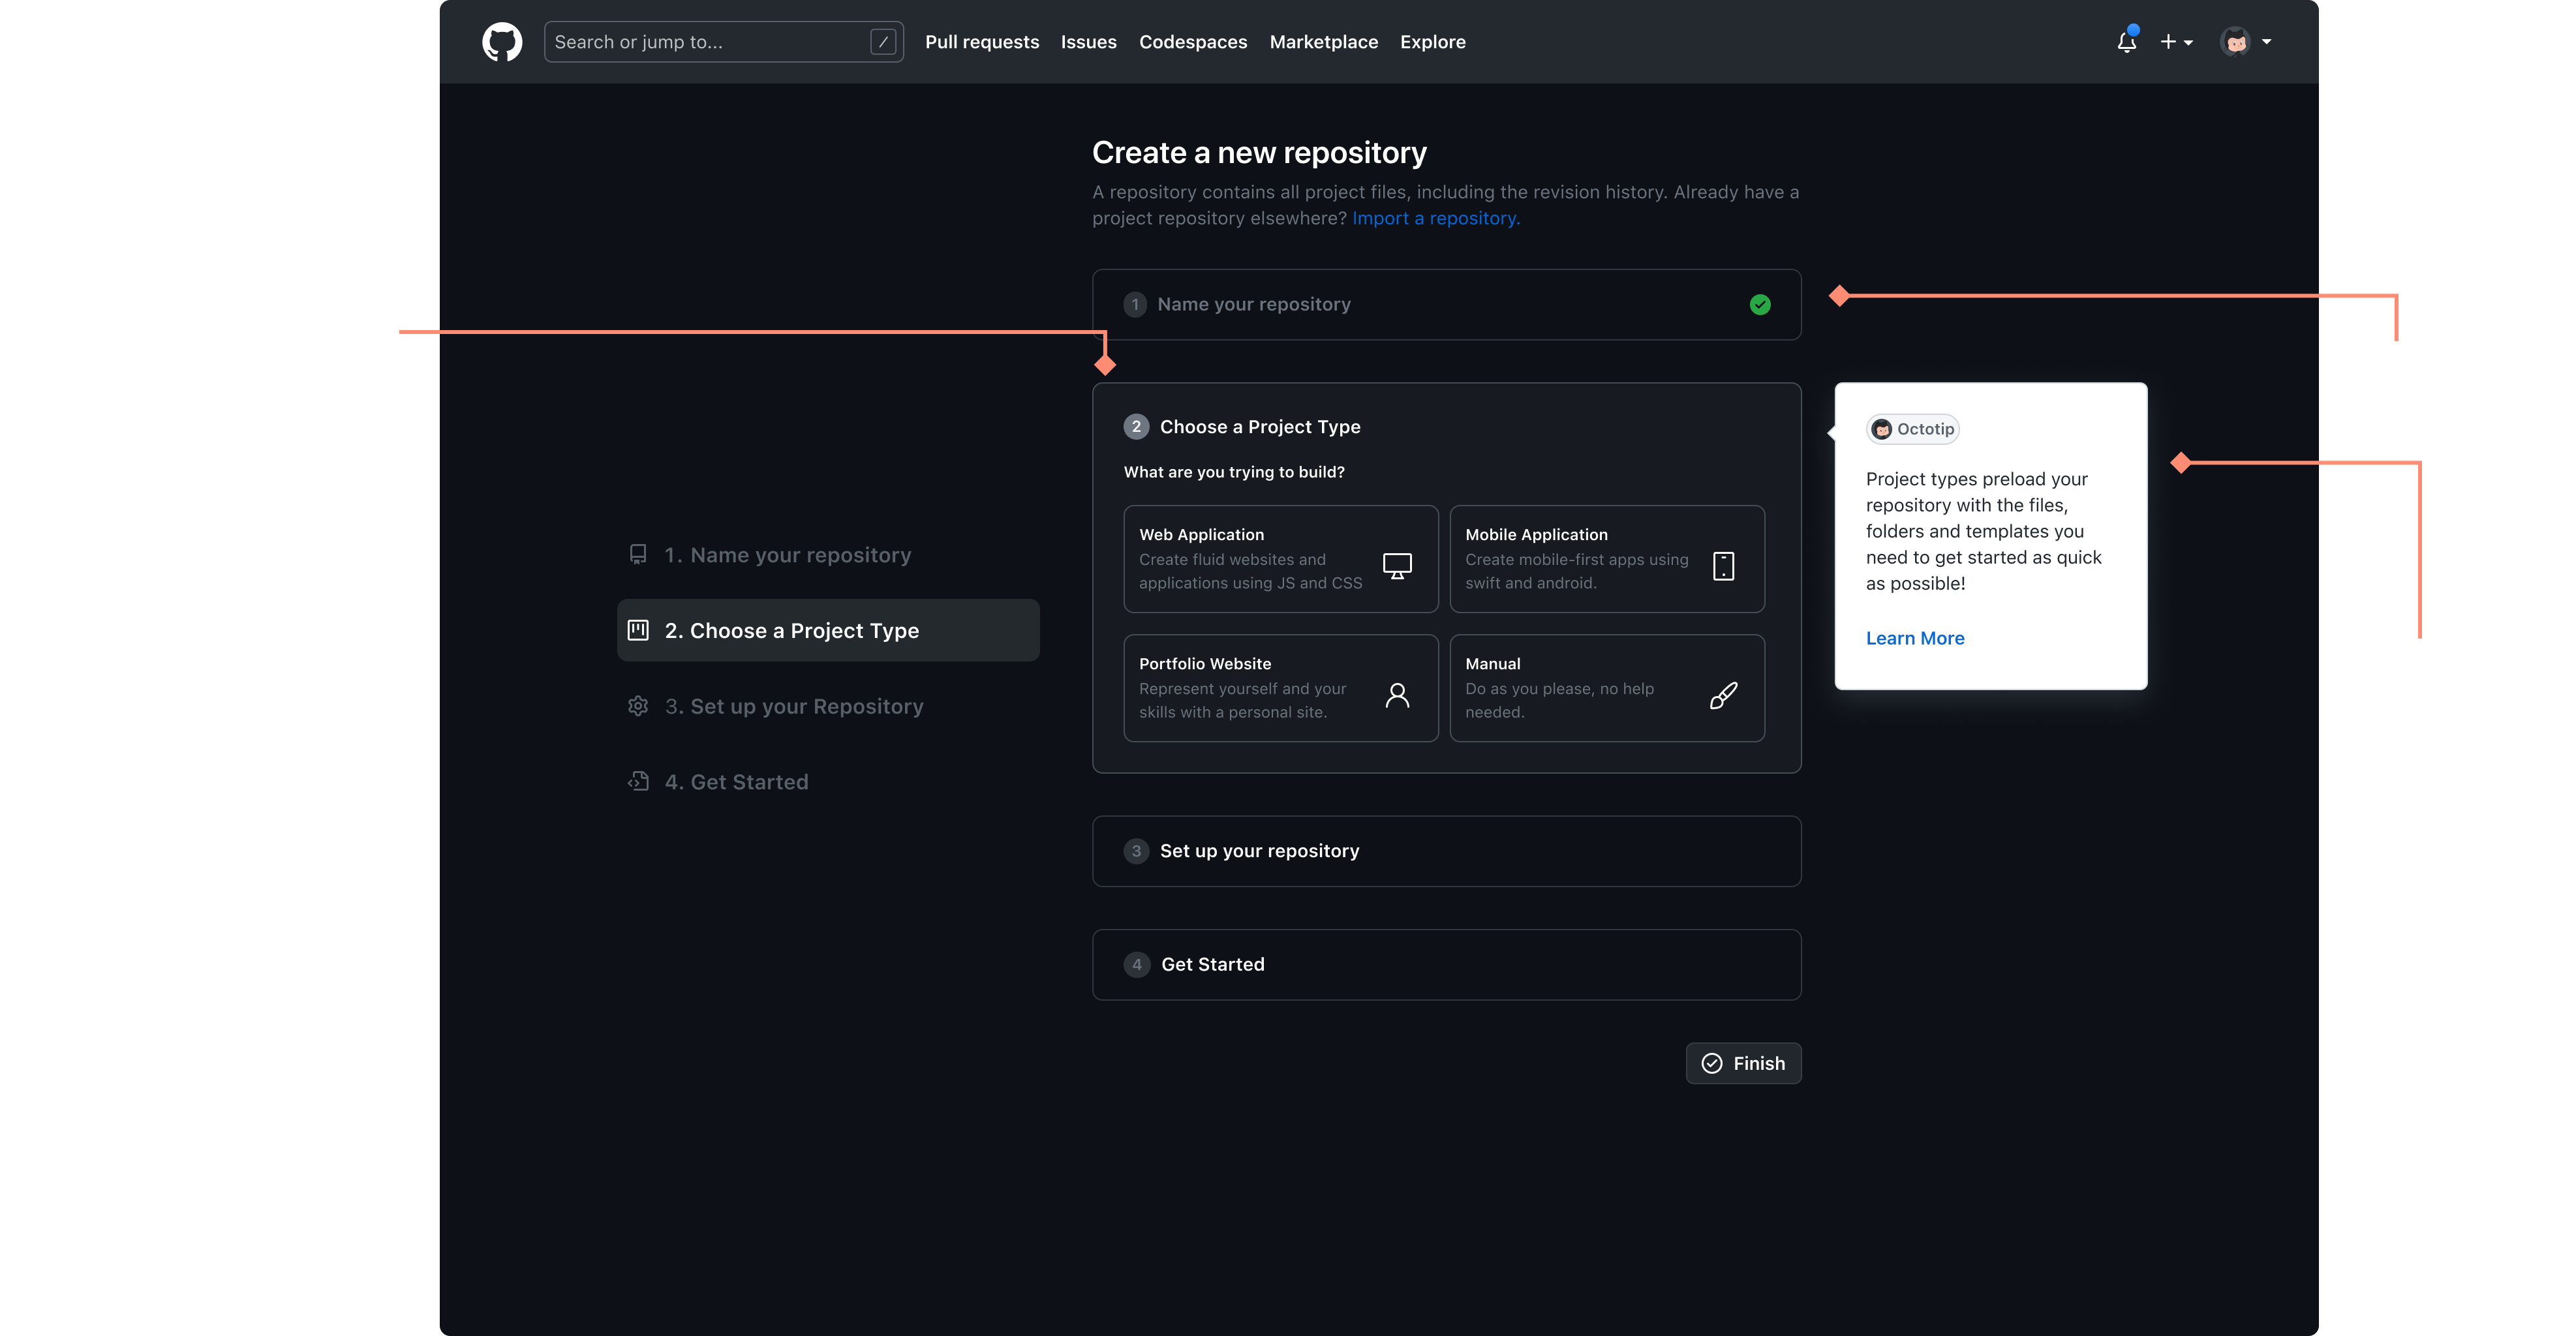 Search or jump to... /
Pull requests Issues Codespaces Marketplace Explore
Create a new repository
A repository contains all project files, including the revision history. Already have a
project repository elsewhere? Import a repository.
1 Name your repository
1. Name your repository
2. Choose a Project Type
3. Set up your Repository
4. Get Started
2 Choose a Project Type
What are you trying to build?
Web Application
Create fluid websites and
applications using JS and CSS
Mobile Application
Create mobile-first apps using
swift and android.
Portfolio Website
Represent yourself and your
skills with a personal site.
Manual
Do as you please, no help
needed.
Octotip
Project types preload your
repository with the files,
folders and templates you
need to get started as quick
as possible!
Learn More
3 Set up your repository
4 Get Started
Finish